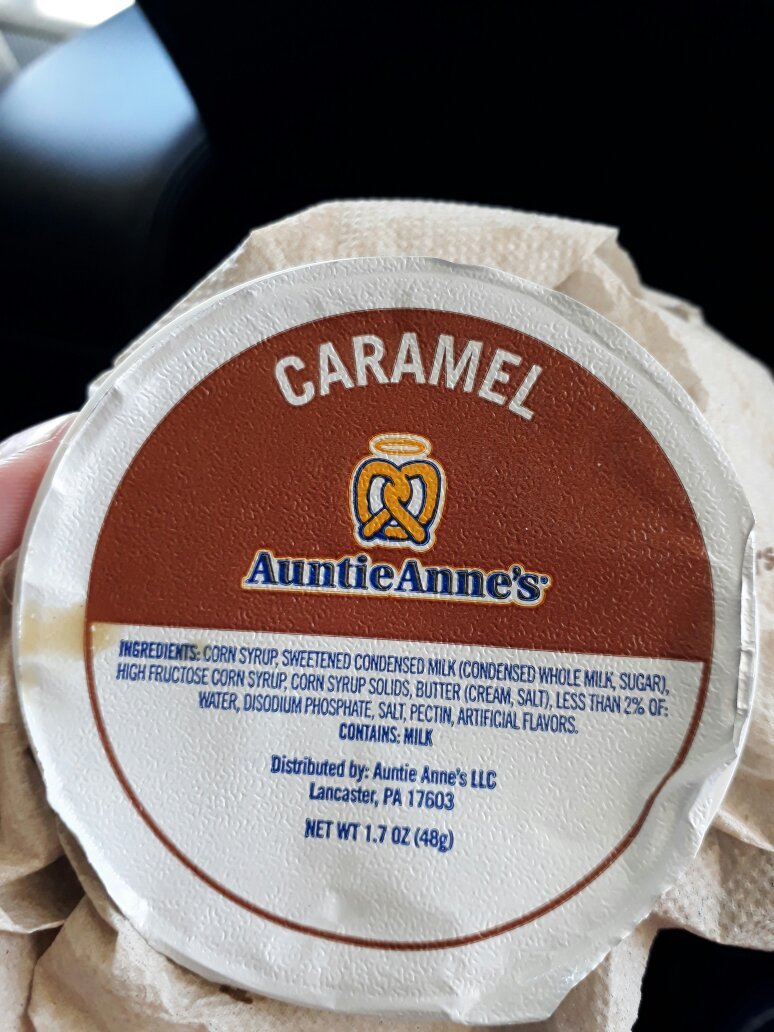 CARAMEL
Auntie Anne's
INGREDIENTS: CORN SYRUP, SWEETENED CONDENSED MILK (CONDENSED WHOLE MILK, SUGAR),
HIGH FRUCTOSE CORN SYRUP, CORN SYRUP SOLIDS, BUTTER (CREAM, SALT), LESS THAN 2% OF:
WATER, DISODIUM PHOSPHATE, SALT, PECTIN, ARTIFICIAL FLAVORS.
CONTAINS: MILK
Distributed by: Auntie Anne's LLC
Lancaster, PA 17603
NET WT 1.7 OZ (48g)